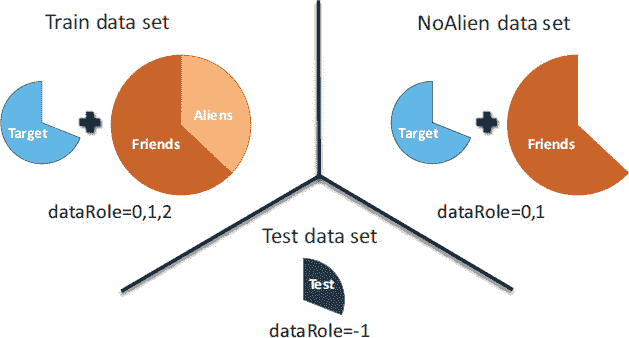 Train data set
Target
Friends
Aliens
dataRole=0,1,2
NoAlien data set
Target
Friends
dataRole=0,1
Test data set
Test
dataRole=-1